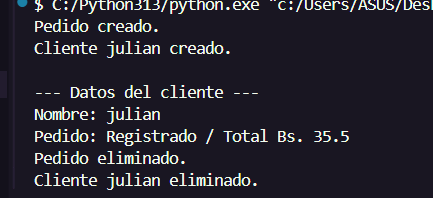 $ C:/Python313/python.exe "c:/Users/ASUS/Desl
Pedido creado.
Cliente julian creado.

--- Datos del cliente ---
Nombre: julian
Pedido: Registrado / Total Bs. 35.5
Pedido eliminado.
Cliente julian eliminado.